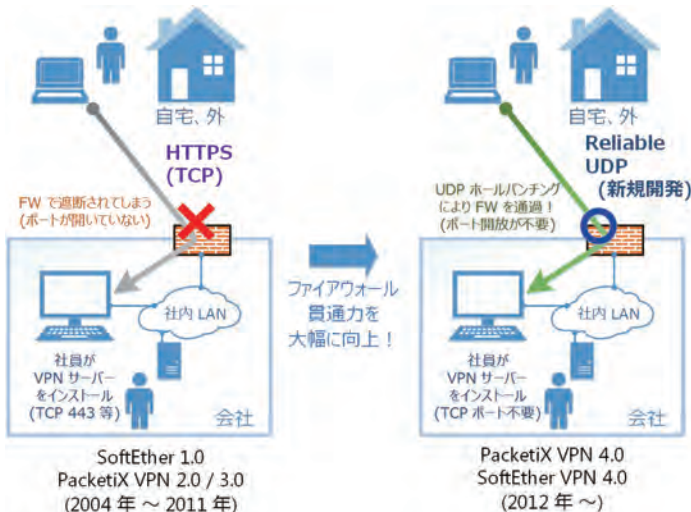 自宅、外
HTTPS
(TCP)
FW で遮断されてしまう
(ポートが開いていない)
社内 LAN
社員が
VPN サーバー
をインストール
(TCP 443 等)
会社
SoftEther 1.0
PacketiX VPN 2.0 / 3.0
(2004 年 ~ 2011 年)
ファイアウォール
貫通力を
大幅に向上!
自宅、外
Reliable
UDP
(新規開発)
UDP ホールパンチング
により FW を通過!
(ポート開放が不要)
社内 LAN
社員が
VPN サーバー
をインストール
(TCP ポート不要)
会社
PacketiX VPN 4.0
SoftEther VPN 4.0
(2012 年 ~)